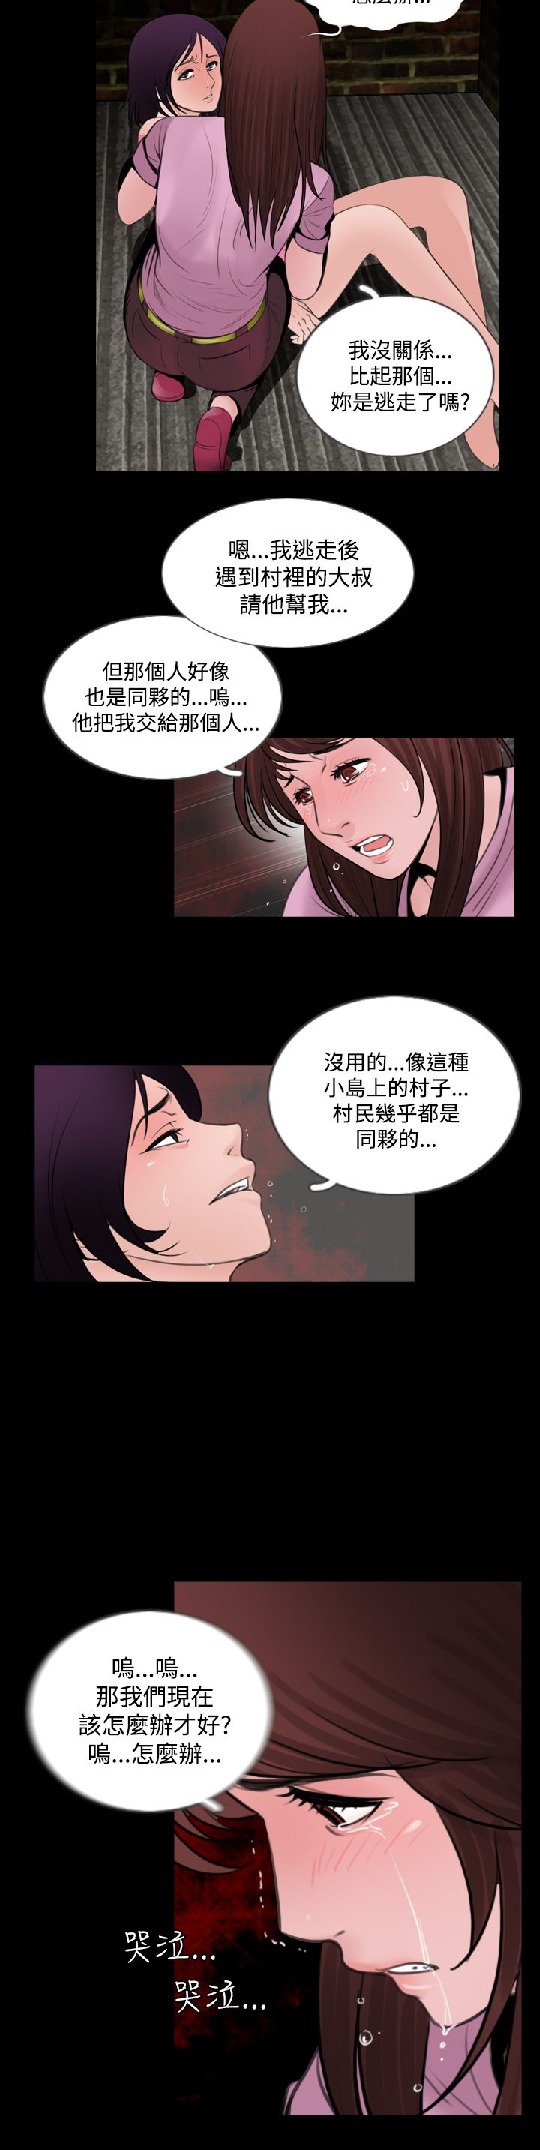 怎麼辦...
我沒關係...
比起那個...
妳是逃走了嗎?
嗯...我逃走後
遇到村裡的大叔
請他幫我...
但那個人好像
也是同夥的...嗚...
他把我交給那個人...
沒用的...像這種
小島上的村子...
村民幾乎都是
同夥的...
嗚...嗚...
那我們現在
該怎麼辦才好?
嗚...怎麼辦...
哭泣...
哭泣...